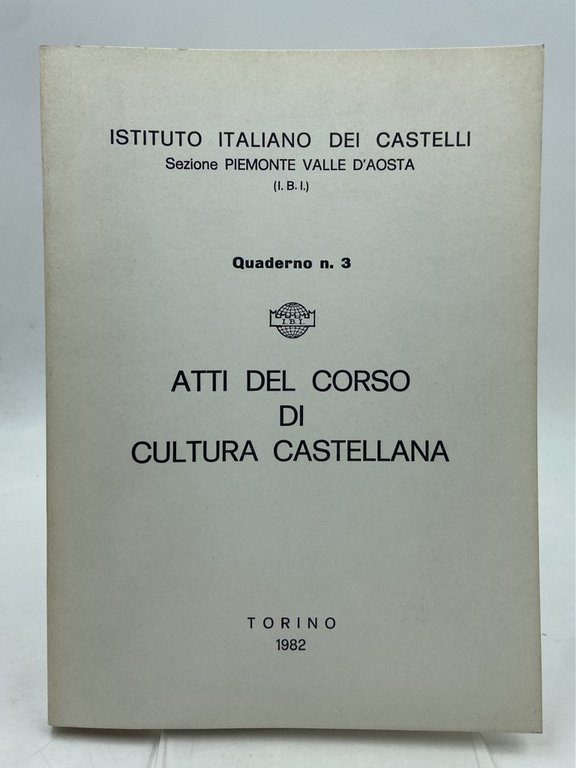 ISTITUTO ITALIANO DEI CASTELLI
Sezione PIEMONTE VALLE D'AOSTA
(I. B. I.)
Quaderno n. 3
I.B.I.
ATTI DEL CORSO
DI
CULTURA CASTELLANA
TORINO
1982